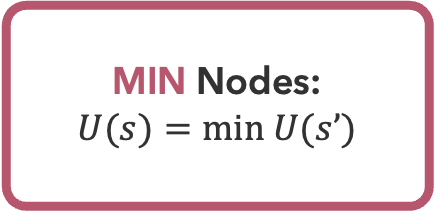 MIN Nodes:
U(s) = min U(s’)